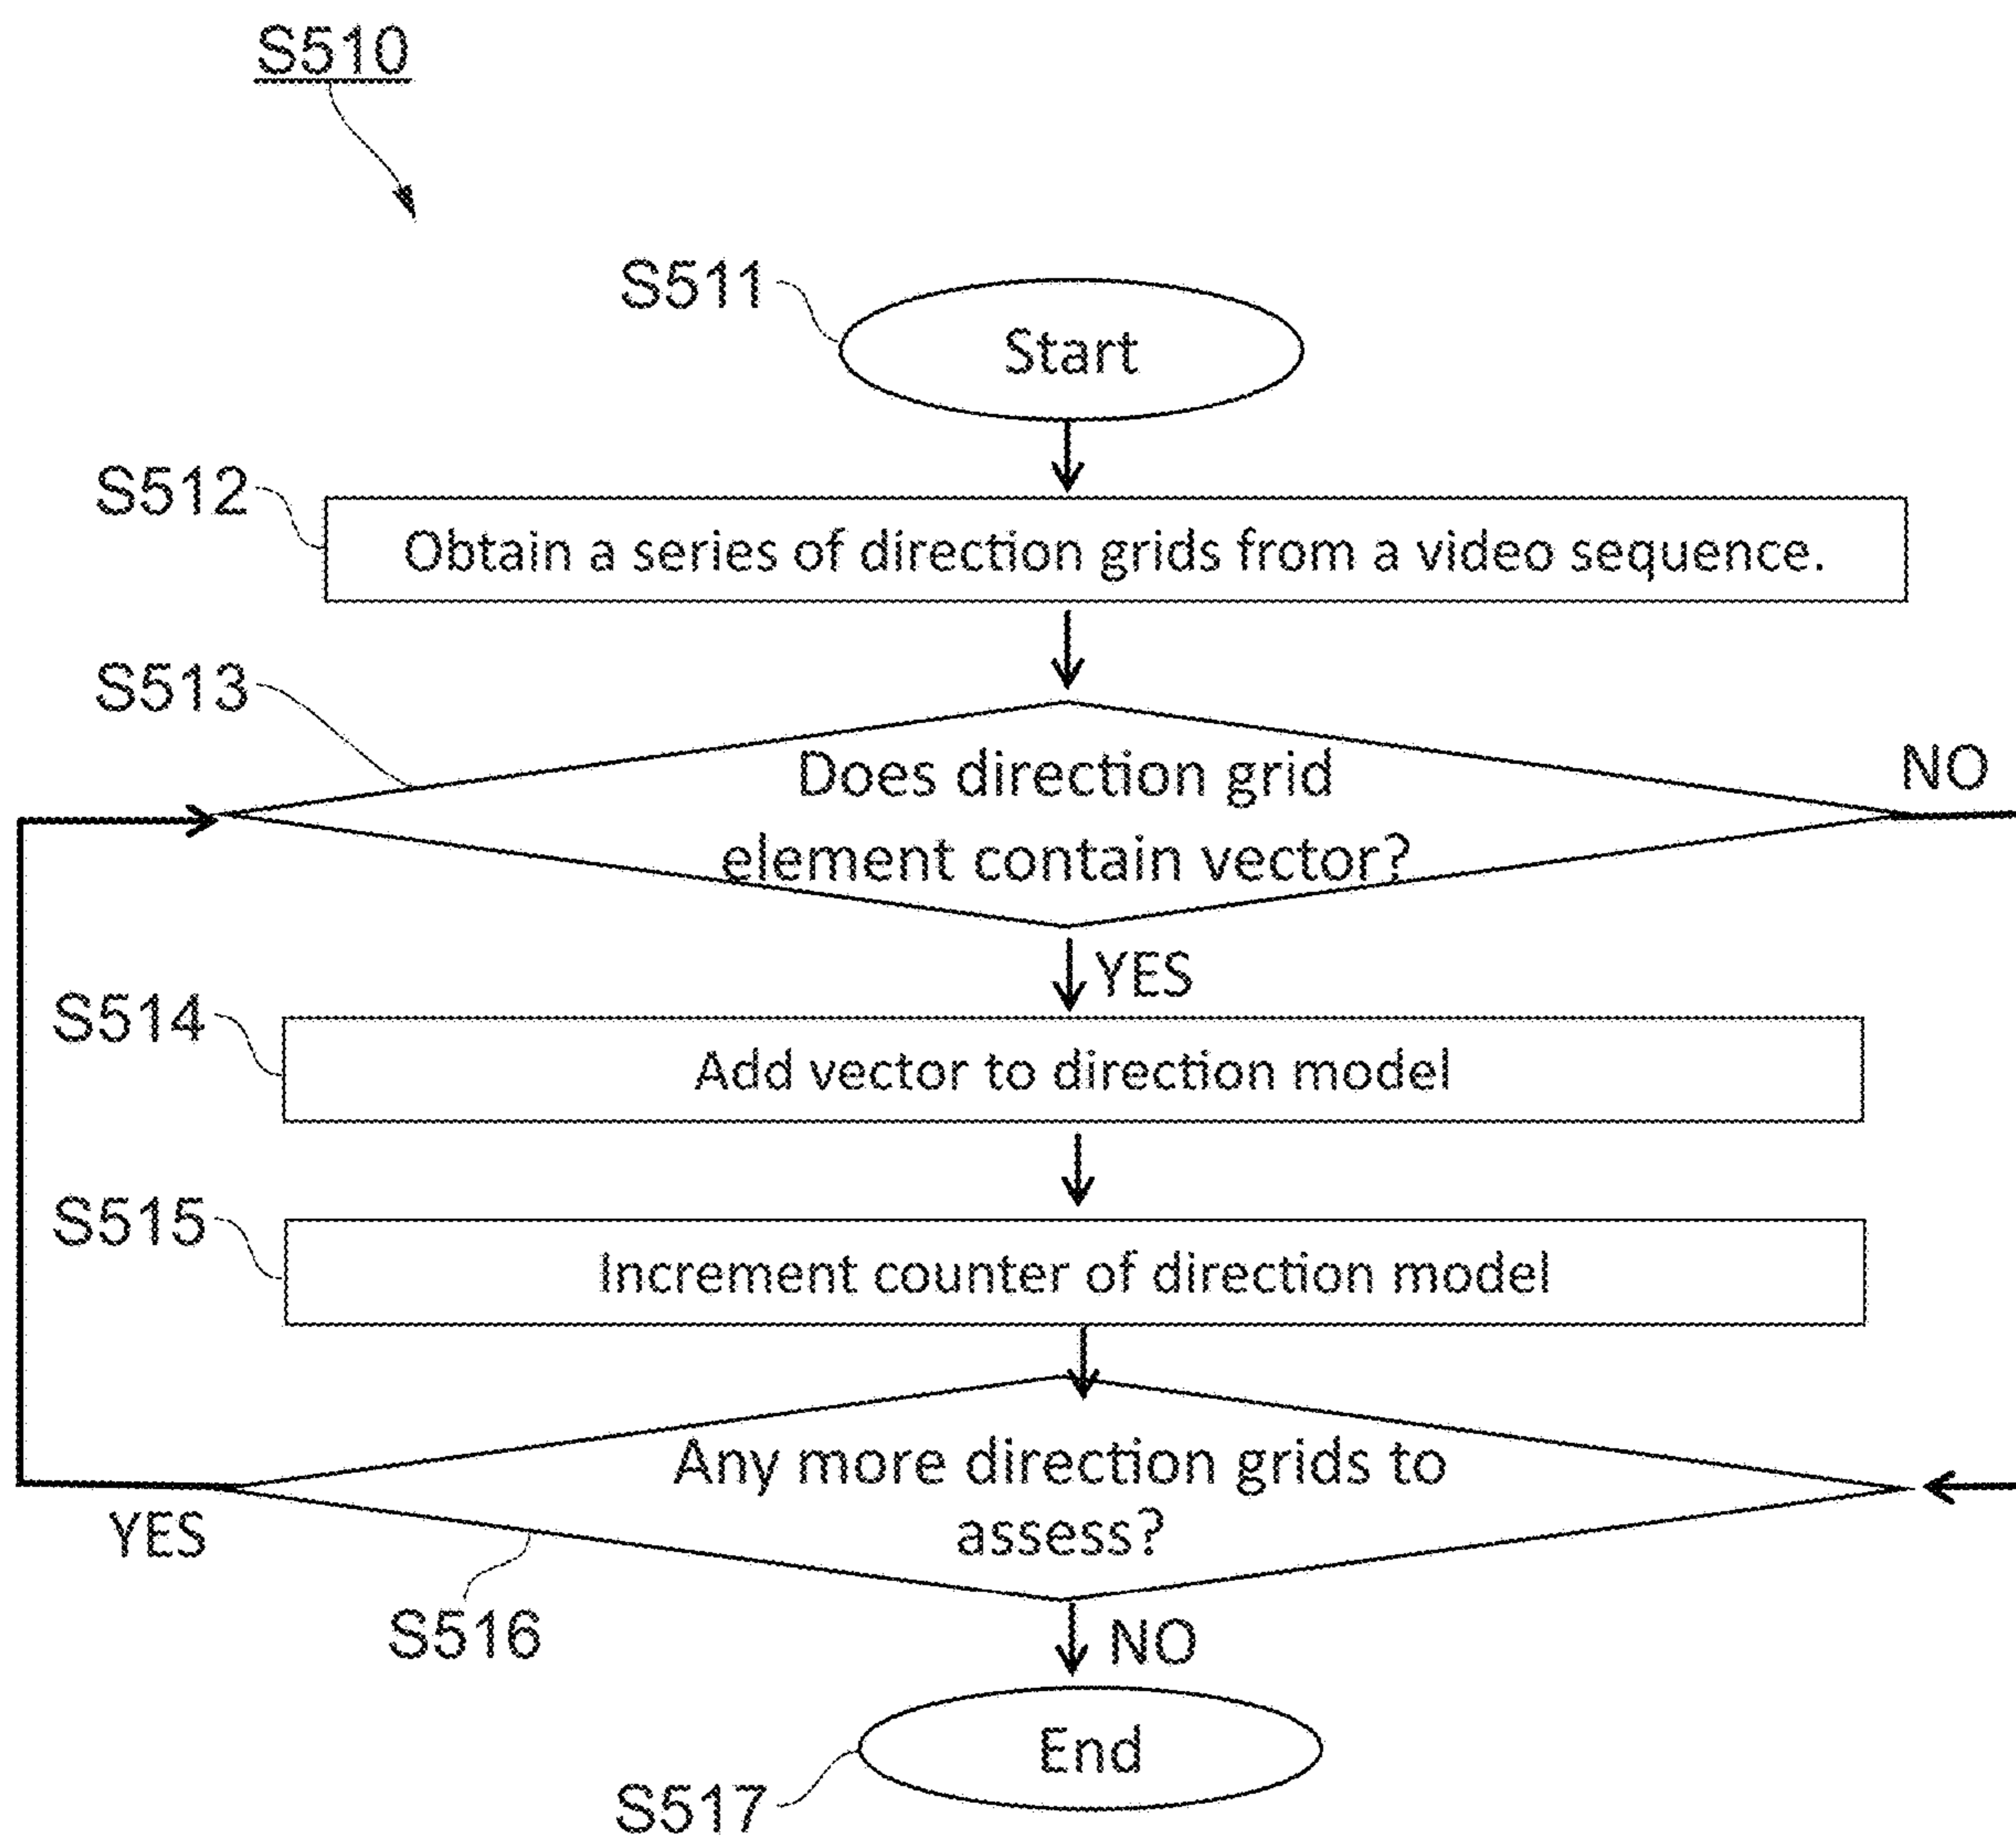 S510
S511
Start
S512
Obtain a series of direction grids from a video sequence.
S513
Does direction grid
element contain vector?
NO
YES
S514
Add vector to direction model
S515
Increment counter of direction model
Any more direction grids to
assess?
YES
S516
NO
End
S517